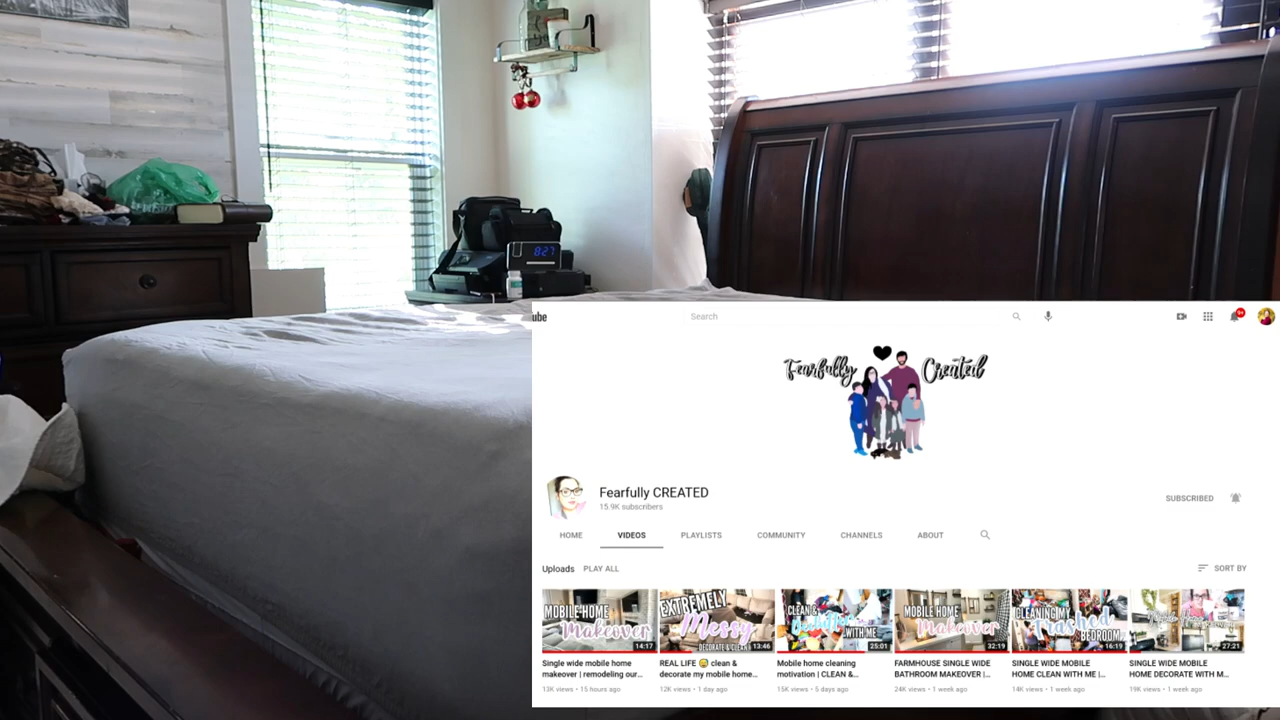 8:27
ube
Search
9+
Fearfully Created
Fearfully CREATED
15.9K subscribers
SUBSCRIBED
HOME VIDEOS PLAYLISTS COMMUNITY CHANNELS ABOUT
Uploads PLAY ALL
SORT BY
MOBILE HOME
Makeover
14:17
Single wide mobile home
makeover | remodeling our...
13K views • 15 hours ago
EXTREMELY
Messy
DECORATE & CLEAN
13:46
REAL LIFE 😴 clean &
decorate my mobile home...
12K views • 1 day ago
CLEAN &
Declutter
WITH ME
25:01
Mobile home cleaning
motivation | CLEAN &...
15K views • 5 days ago
MOBILE HOME
Makeover
32:19
FARMHOUSE SINGLE WIDE
BATHROOM MAKEOVER |...
24K views • 1 week ago
CLEANING MY
Trashed
BEDROOM
16:19
SINGLE WIDE MOBILE
HOME CLEAN WITH ME |...
14K views • 1 week ago
27:21
SINGLE WIDE MOBILE
HOME DECORATE WITH M...
19K views • 1 week ago